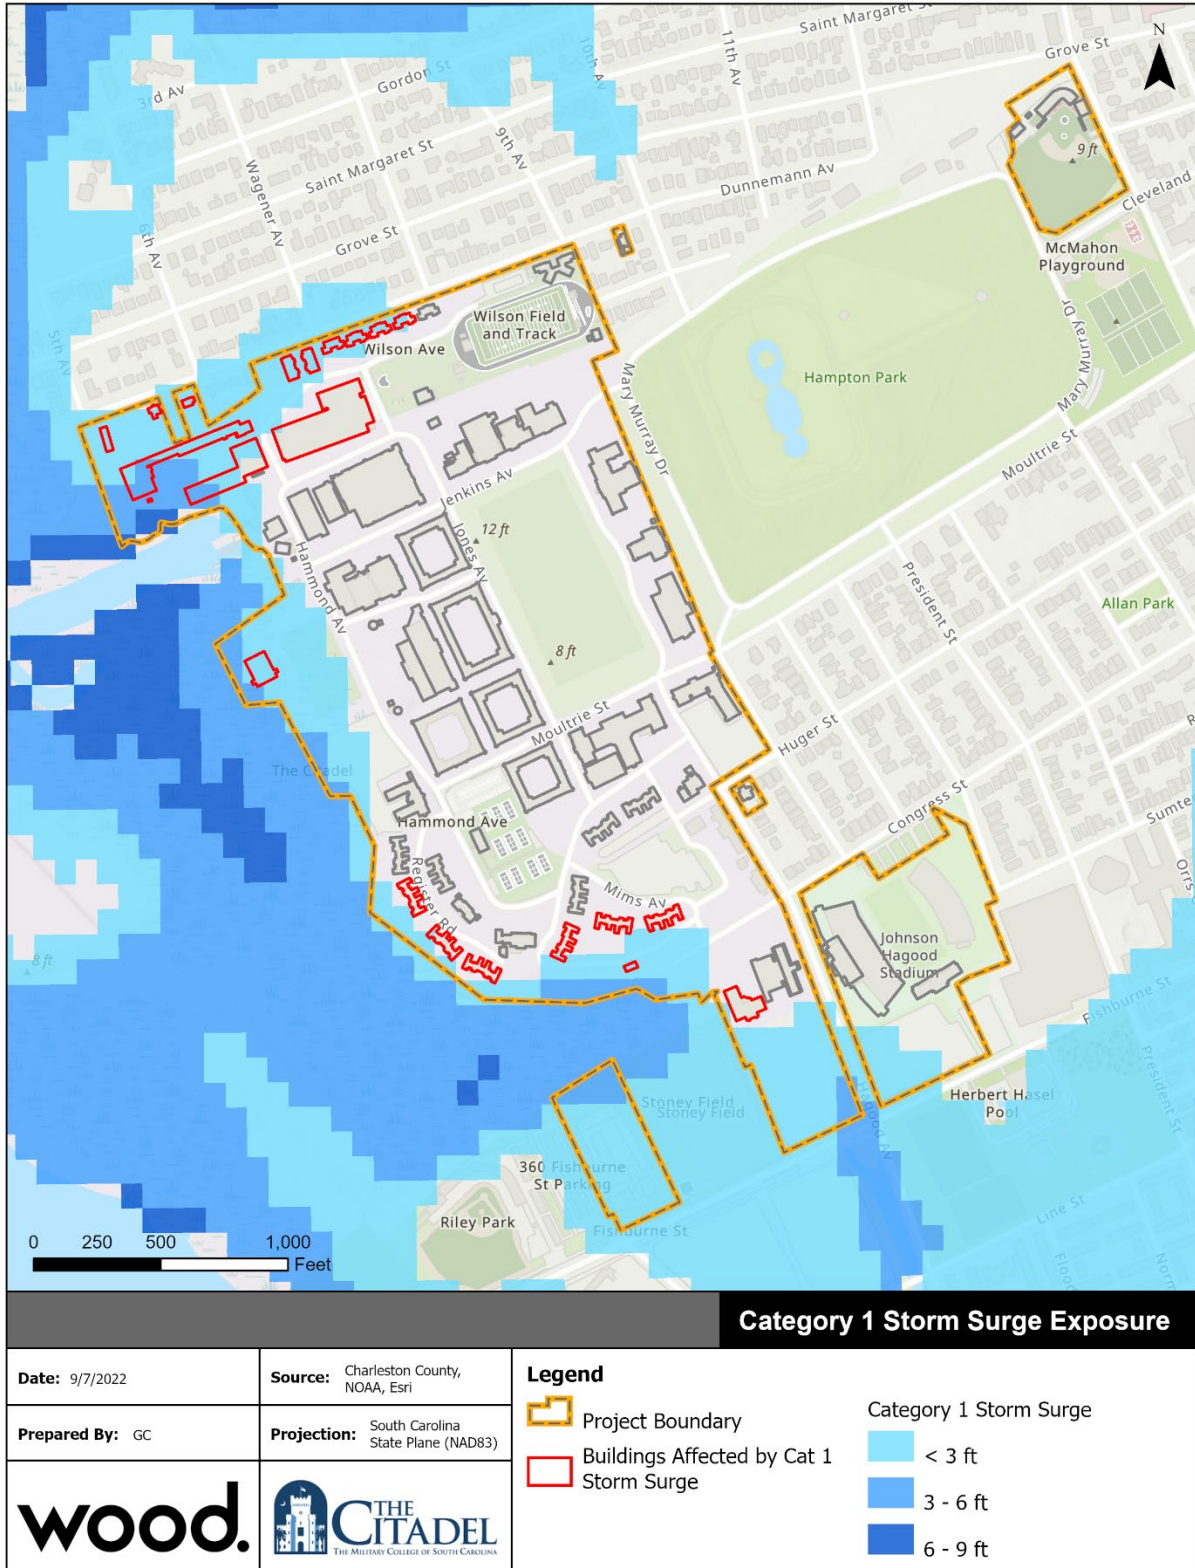 Saint Margaret St
Grove St
N
10th Av
11th Av
Gordon St
3rd Av
9th Av
9 ft
Wagener Av
Saint Margaret St
Dunnemann Av
Cleveland
6th Av
Grove St
McMahon
Playground
Wilson Field
and Track
5th Av
Wilson Ave
Mary Murray Dr
Hampton Park
Mary Murray Dr
Moultrie St
Jenkins Av
12 ft
Jones Av
Hammond Av
President St
Allan Park
8 ft
Moultrie St
Huger St
The Citadel
Congress St
Sumter
Hammond Ave
Orrs
Register Rd
Mims Av
Johnson
Hagood
Stadium
8 ft
Fishburne St
President St
Herbert Hasel
Pool
Stoney Field
Stoney Field
Hagood Av
360 Fishburne
St Parking
Line St
Riley Park
Fishburne St
Flood
Norm
0 250 500 1,000
Feet
Category 1 Storm Surge Exposure
Date: 9/7/2022
Source: Charleston County,
NOAA, Esri
Prepared By: GC
Projection: South Carolina
State Plane (NAD83)
wood.
THE
CITADEL
THE MILITARY COLLEGE OF SOUTH CAROLINA
Legend
Project Boundary
Buildings Affected by Cat 1
Storm Surge
Category 1 Storm Surge
< 3 ft
3 - 6 ft
6 - 9 ft